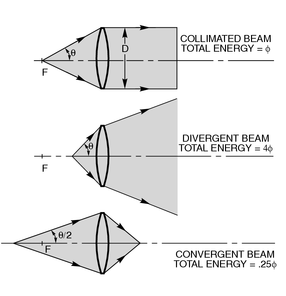 COLLIMATED BEAM
TOTAL ENERGY = ϕ
θ
D
F
DIVERGENT BEAM
TOTAL ENERGY = 4ϕ
θ
F
θ/2
F
CONVERGENT BEAM
TOTAL ENERGY = .25ϕ